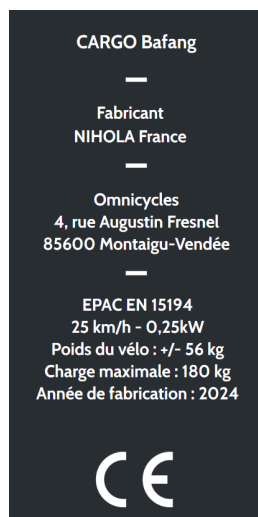 CARGO Bafang
Fabricant
NIHOLA France
Omnicycles
4, rue Augustin Fresnel
85600 Montaigu-Vendée
EPAC EN 15194
25 km/h - 0,25kW
Poids du vélo : +/- 56 kg
Charge maximale : 180 kg
Année de fabrication : 2024
CE